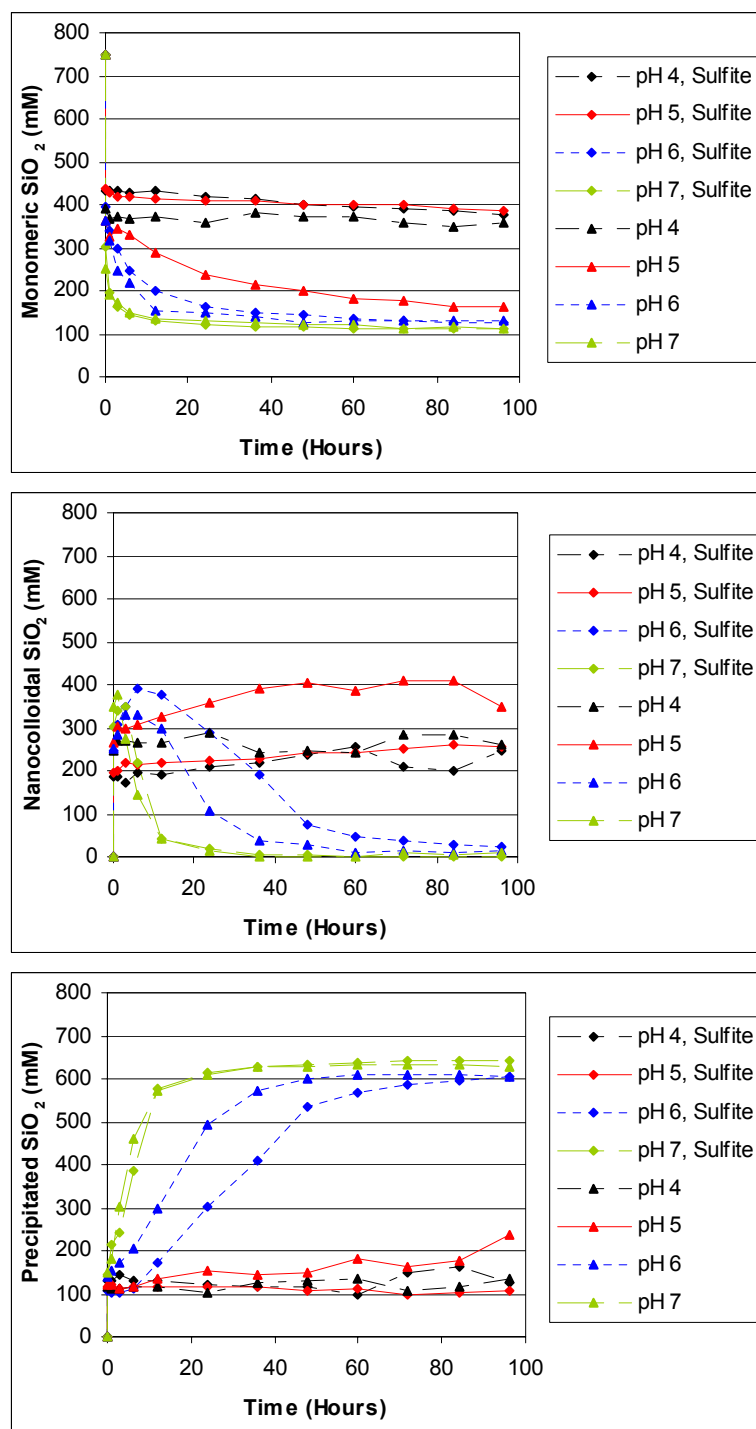 Monomeric SiO2 (mM)
800
700
600
500
400
300
200
100
0
0 20 40 60 80 100
Time (Hours)
pH 4, Sulfite
pH 5, Sulfite
pH 6, Sulfite
pH 7, Sulfite
pH 4
pH 5
pH 6
pH 7
Nanocolloidal SiO2 (mM)
800
700
600
500
400
300
200
100
0
0 20 40 60 80 100
Time (Hours)
pH 4, Sulfite
pH 5, Sulfite
pH 6, Sulfite
pH 7, Sulfite
pH 4
pH 5
pH 6
pH 7
Precipitated SiO2 (mM)
800
700
600
500
400
300
200
100
0
0 20 40 60 80 100
Time (Hours)
pH 4, Sulfite
pH 5, Sulfite
pH 6, Sulfite
pH 7, Sulfite
pH 4
pH 5
pH 6
pH 7